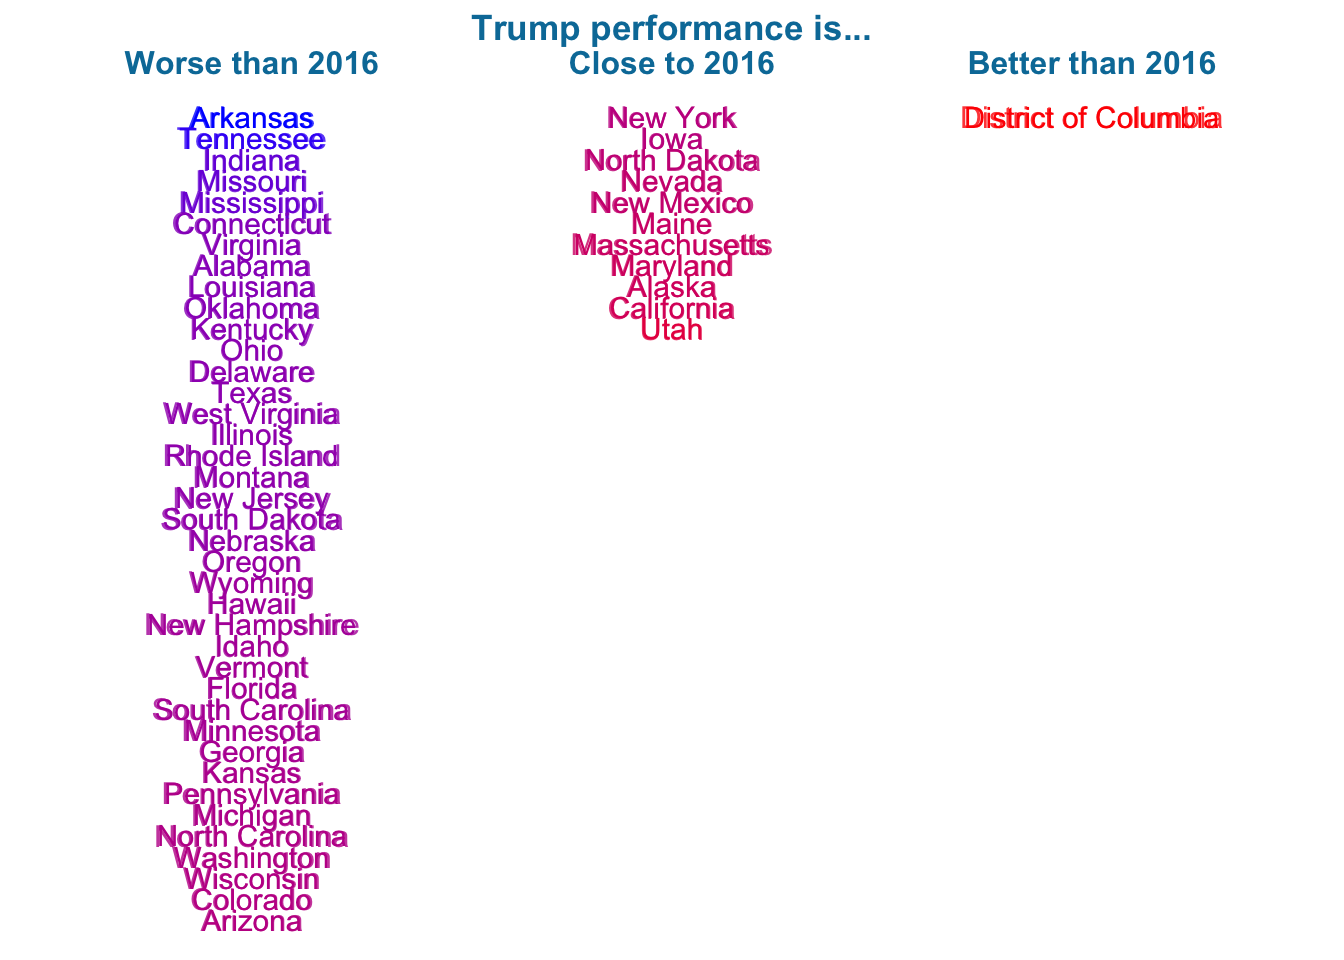 Trump performance is...
Worse than 2016
Close to 2016
Better than 2016
Arkansas
Tennessee
Indiana
Missouri
Mississippi
Connecticut
Virginia
Alabama
Louisiana
Oklahoma
Kentucky
Ohio
Delaware
Texas
West Virginia
Illinois
Rhode Island
Montana
New Jersey
South Dakota
Nebraska
Oregon
Wyoming
Hawaii
New Hampshire
Idaho
Vermont
Florida
South Carolina
Minnesota
Georgia
Kansas
Pennsylvania
Michigan
North Carolina
Washington
Wisconsin
Colorado
Arizona
New York
Iowa
North Dakota
Nevada
New Mexico
Maine
Massachusetts
Maryland
Alaska
California
Utah
District of Columbia